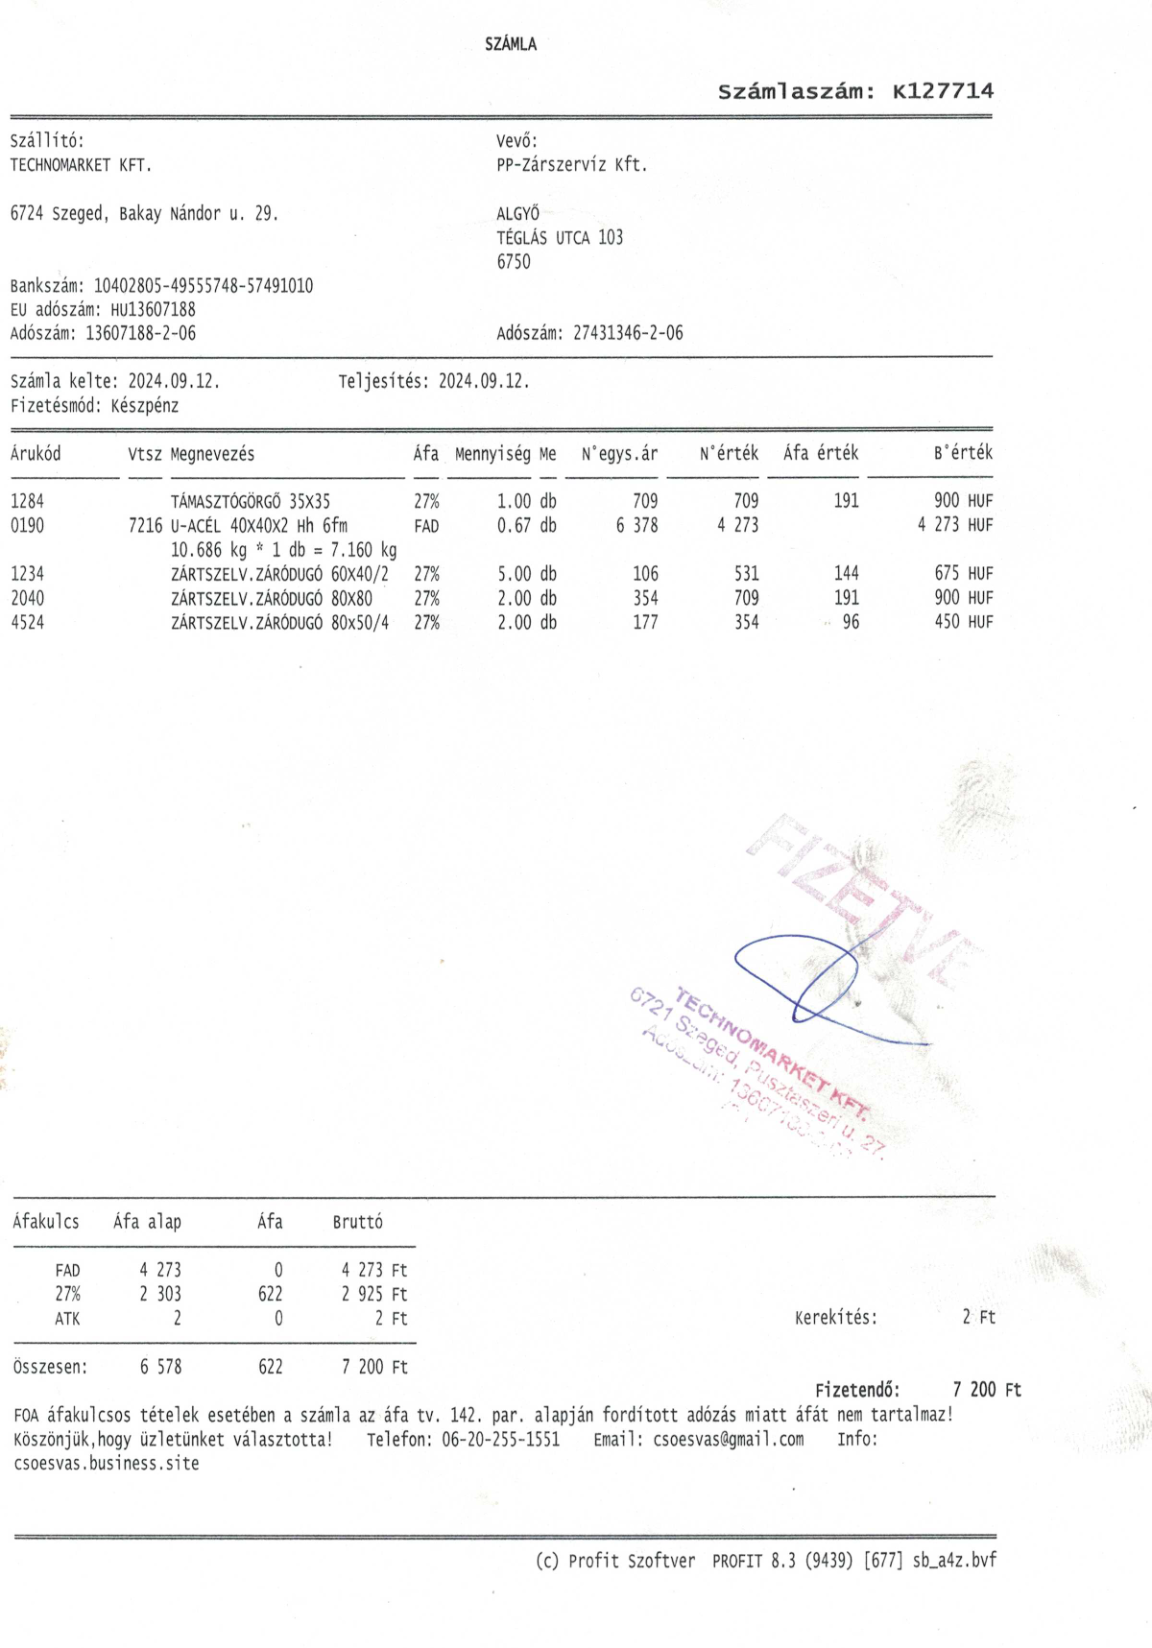 SZÁMLA
Számlaszám: K127714
Szállító: Vevő:
TECHNOMARKET KFT. PP-Zárszervíz Kft.
6724 Szeged, Bakay Nándor u. 29. ALGYŐ
TÉGLÁS UTCA 103
6750
Bankszám: 10402805-49555748-57491010
EU adószám: HU13607188
Adószám: 13607188-2-06 Adószám: 27431346-2-06
Számla kelte: 2024.09.12. Teljesítés: 2024.09.12.
Fizetésmód: Készpénz
Árukód Vtsz Megnevezés Áfa Mennyiség Me N°egys.ár N°érték Áfa érték B°érték
1284 TÁMASZTÓGÖRGŐ 35X35 27% 1.00 db 709 709 191 900 HUF
0190 7216 U-ACÉL 40X40X2 Hh 6fm FAD 0.67 db 6 378 4 273 4 273 HUF
10.686 kg * 1 db = 7.160 kg
1234 ZÁRTSZELV.ZÁRÓDUGÓ 60X40/2 27% 5.00 db 106 531 144 675 HUF
2040 ZÁRTSZELV.ZÁRÓDUGÓ 80X80 27% 2.00 db 354 709 191 900 HUF
4524 ZÁRTSZELV.ZÁRÓDUGÓ 80x50/4 27% 2.00 db 177 354 96 450 HUF
FIZETVE
TECHNOMARKET KFT.
6721 Szeged, Pusztaszeri u. 27.
Áfakulcs Áfa alap Áfa Bruttó
FAD 4 273 0 4 273 Ft
27% 2 303 622 2 925 Ft
ATK 2 0 2 Ft Kerekítés: 2 Ft
Összesen: 6 578 622 7 200 Ft
Fizetendő: 7 200 Ft
FOA áfakulcsos tételek esetében a számla az áfa tv. 142. par. alapján fordított adózás miatt áfát nem tartalmaz!
Köszönjük,hogy üzletünket választotta! Telefon: 06-20-255-1551 Email: csoesvas@gmail.com Info:
csoesvas.business.site
(c) Profit Szoftver PROFIT 8.3 (9439) [677] sb_a4z.bvf